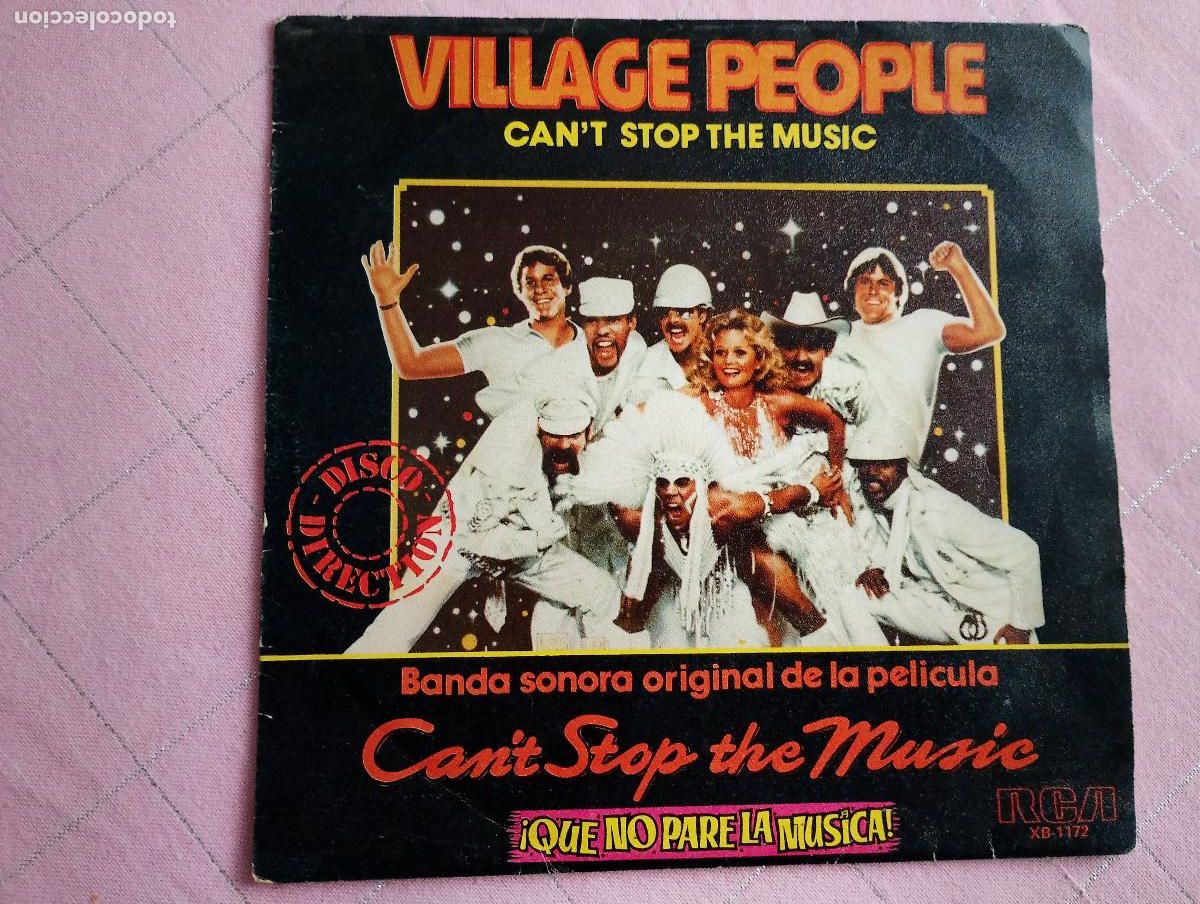 todocoleccion
VILLAGE PEOPLE
CAN'T STOP THE MUSIC
DISCO
DIRECTION
Banda sonora original de la pelicula
Can't Stop the Music
RCA
XB-1172
¡QUE NO PARE LA MUSICA!